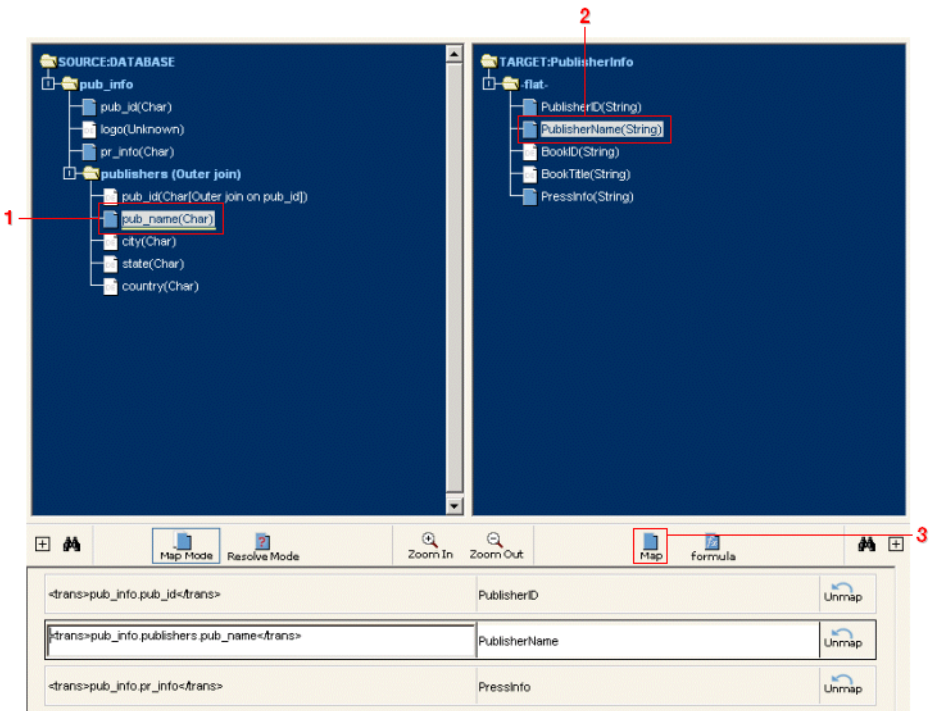 2
SOURCE:DATABASE
pub_info
pub_id(Char)
logo(Unknown)
pr_info(Char)
publishers (Outer join)
pub_id(Char[Outer join on pub_id])
pub_name(Char)
city(Char)
state(Char)
country(Char)
1
TARGET:PublisherInfo
-flat-
PublisherID(String)
PublisherName(String)
BookID(String)
BookTitle(String)
PressInfo(String)
Map Mode
Resolve Mode
Zoom In
Zoom Out
Map
formula
3
<trans>pub_info.pub_id</trans> PublisherID Unmap
<trans>pub_info.publishers.pub_name</trans> PublisherName Unmap
<trans>pub_info.pr_info</trans> PressInfo Unmap